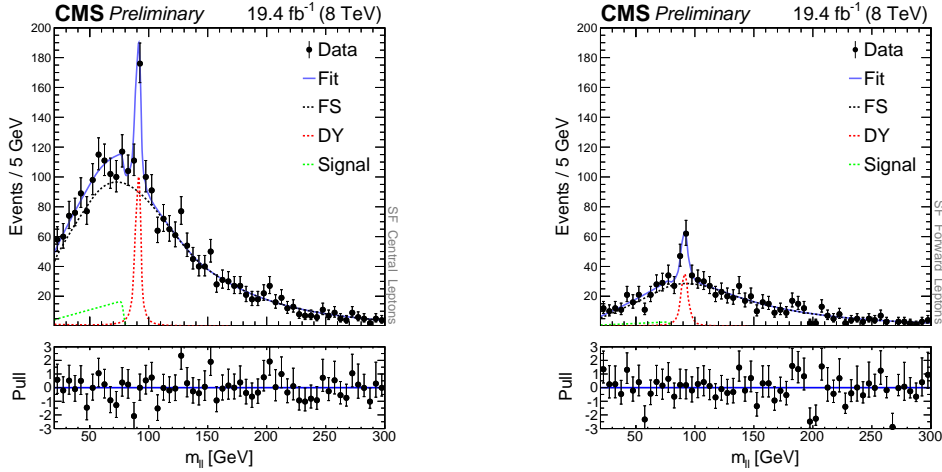 CMS Preliminary 19.4 fb⁻¹ (8 TeV)
Events / 5 GeV
200
180
160
140
120
100
80
60
40
20
Data
Fit
FS
DY
Signal
SF Central Leptons
Pull
3
2
1
0
-1
-2
-3
50 100 150 200 250 300
m_ll [GeV]
CMS Preliminary 19.4 fb⁻¹ (8 TeV)
Events / 5 GeV
200
180
160
140
120
100
80
60
40
20
Data
Fit
FS
DY
Signal
SF Forward Leptons
Pull
3
2
1
0
-1
-2
-3
50 100 150 200 250 300
m_ll [GeV]